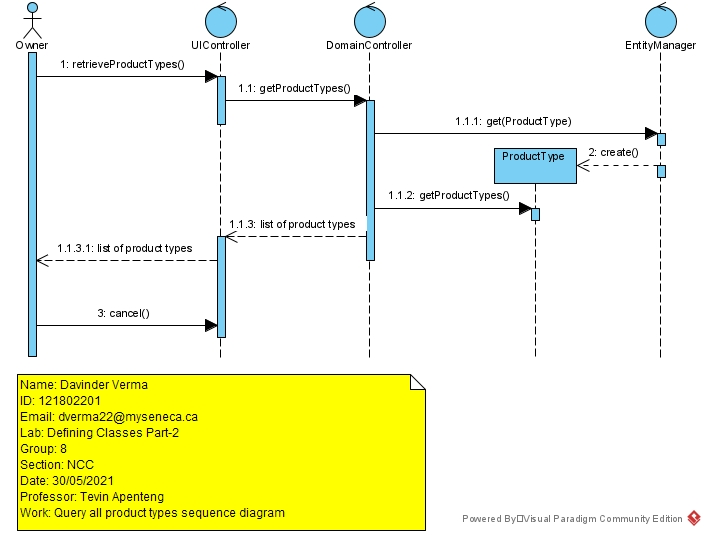 Owner
UIController
DomainController
EntityManager
1: retrieveProductTypes()
1.1: getProductTypes()
1.1.1: get(ProductType)
ProductType
2: create()
1.1.2: getProductTypes()
1.1.3: list of product types
1.1.3.1: list of product types
3: cancel()
Name: Davinder Verma
ID: 121802201
Email: dverma22@myseneca.ca
Lab: Defining Classes Part-2
Group: 8
Section: NCC
Date: 30/05/2021
Professor: Tevin Apenteng
Work: Query all product types sequence diagram
Powered By□Visual Paradigm Community Edition